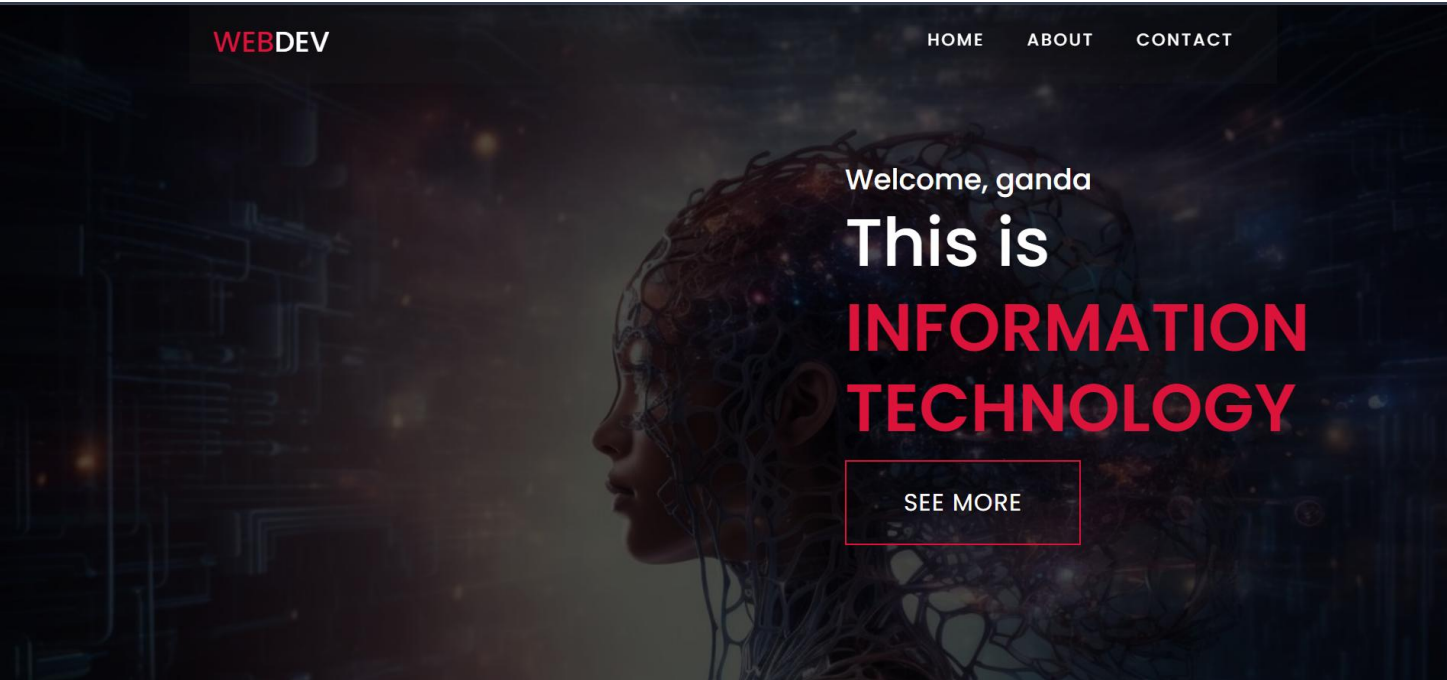 WEBDEV
HOME ABOUT CONTACT
Welcome, ganda
This is
INFORMATION
TECHNOLOGY
SEE MORE